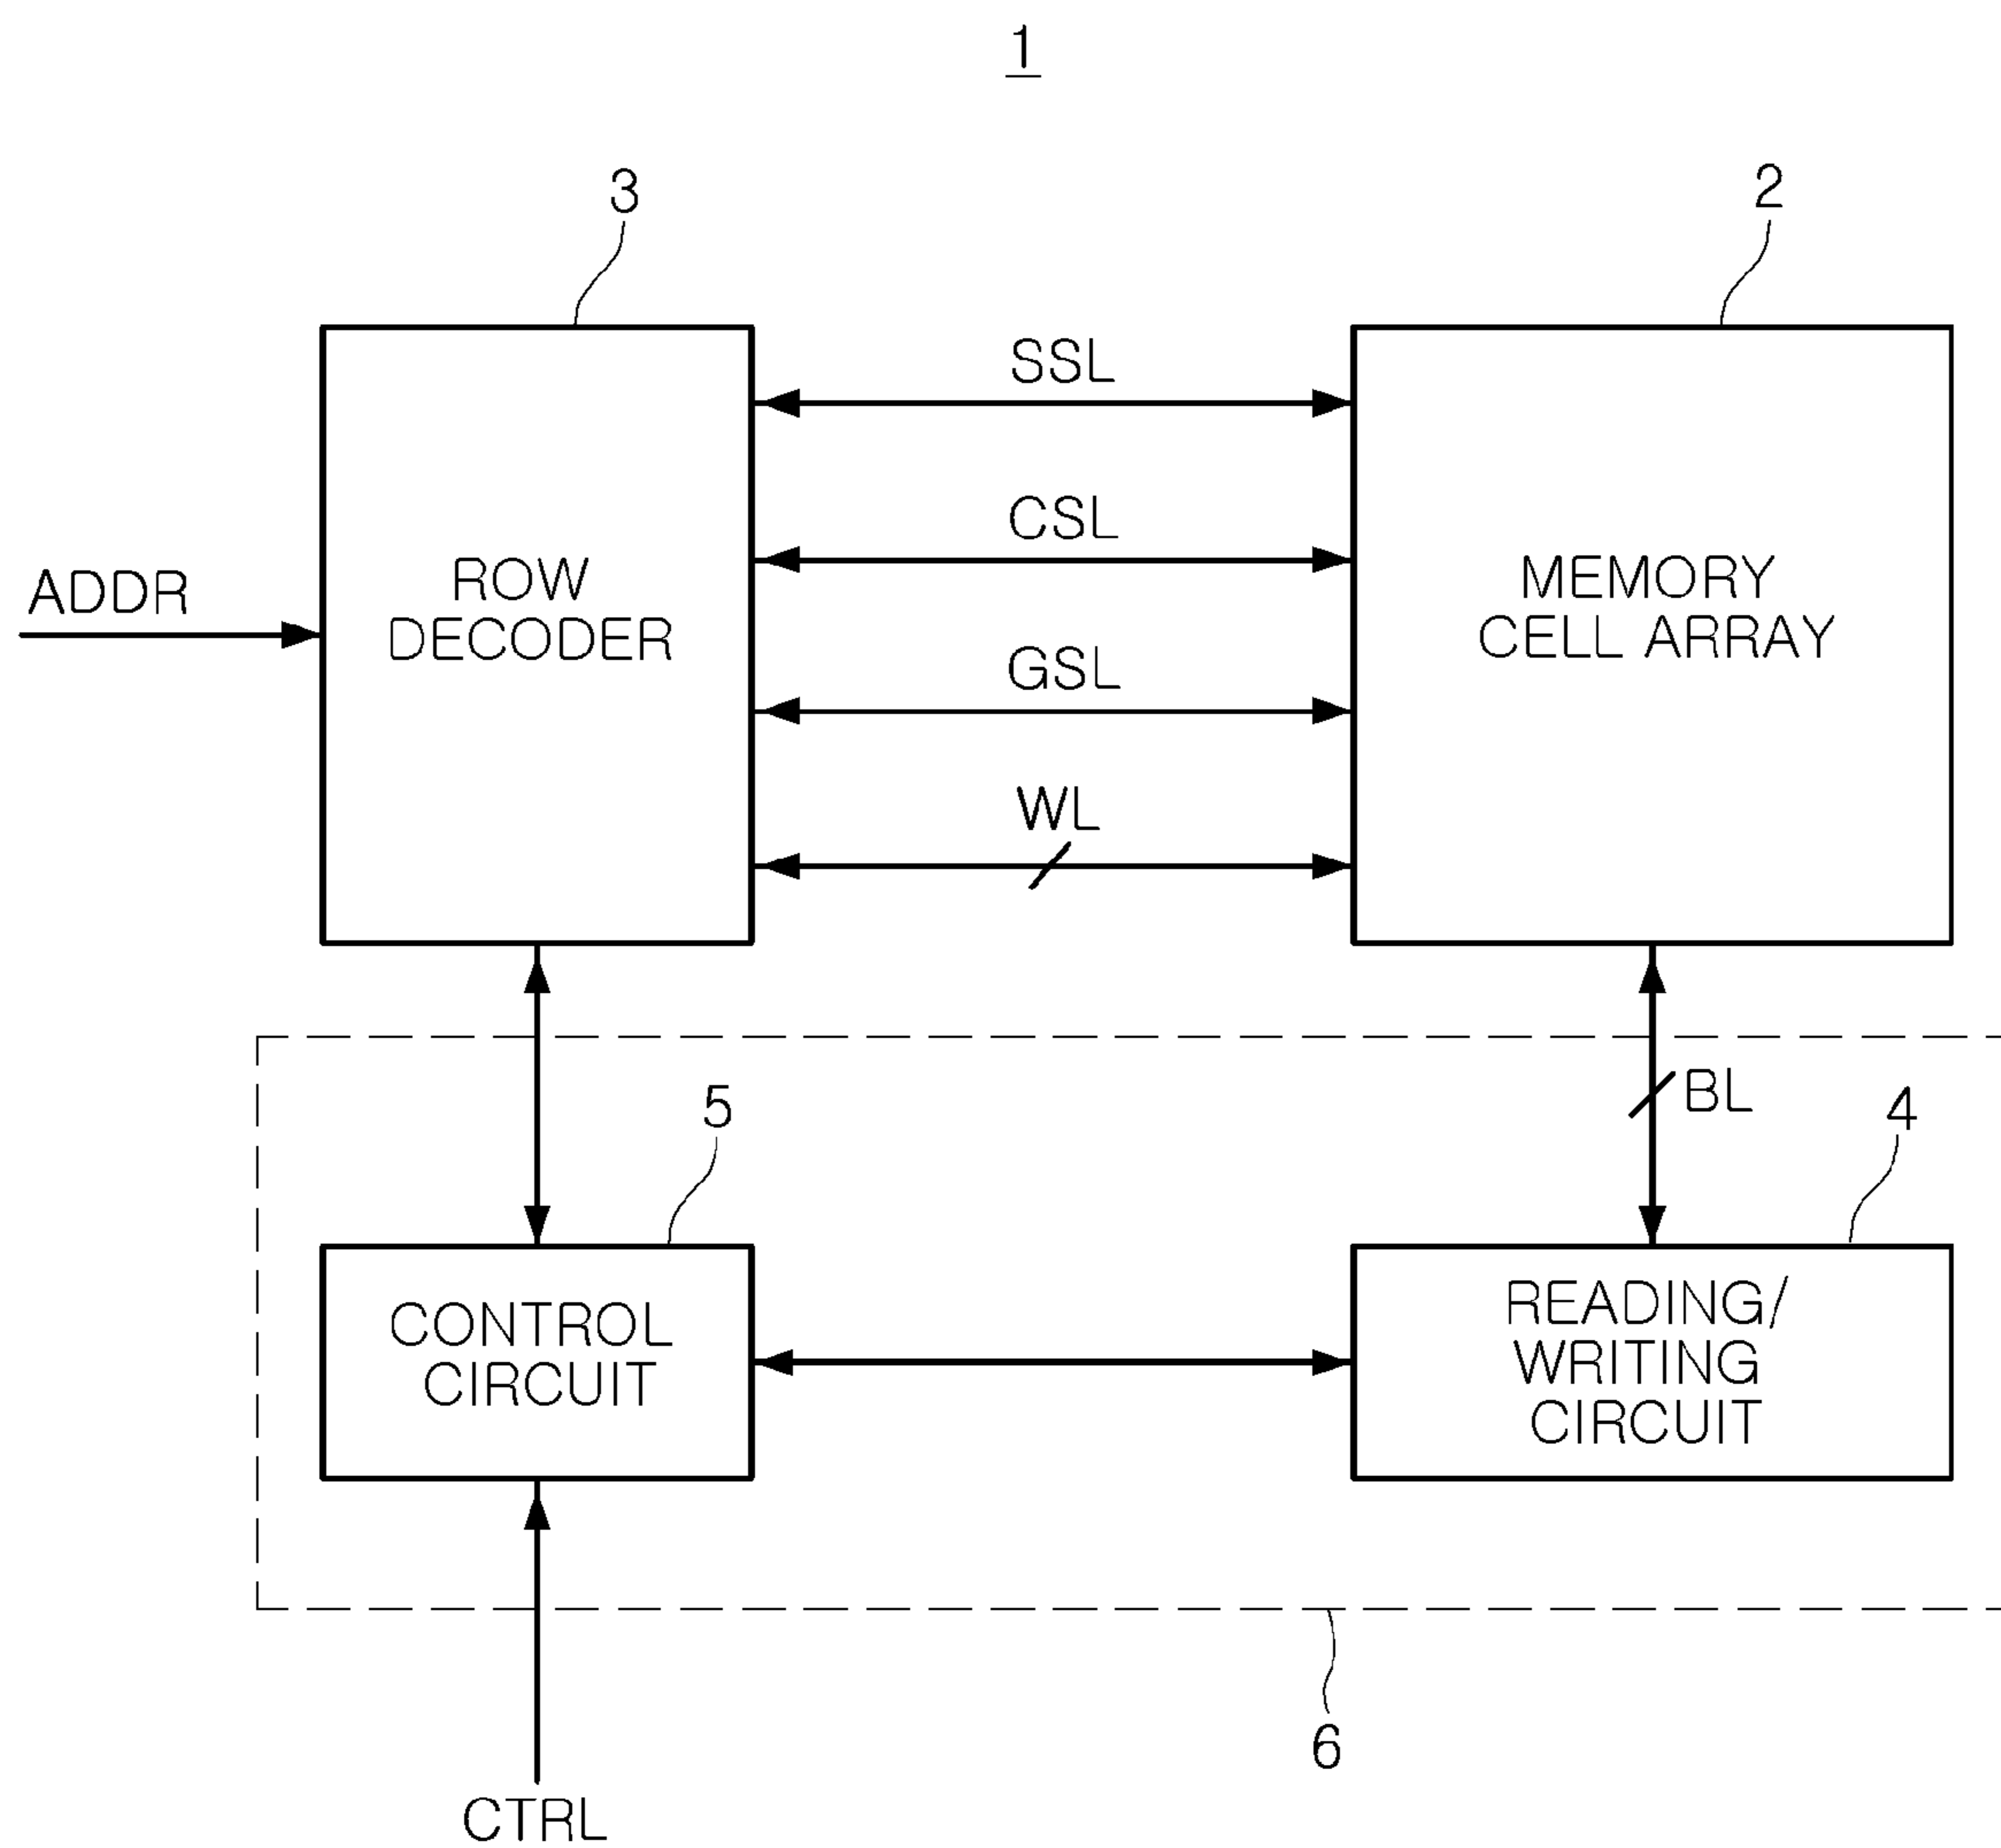 1
3
2
SSL
CSL
ROW
DECODER
MEMORY
CELL ARRAY
ADDR
GSL
WL
BL
5
4
CONTROL
CIRCUIT
READING/
WRITING
CIRCUIT
6
CTRL